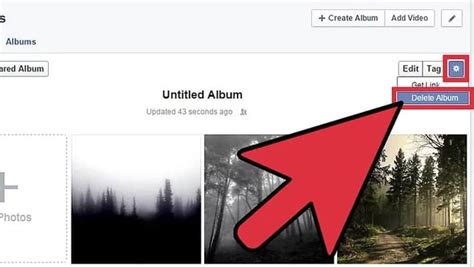 + Create Album Add Video
Albums
ared Album Edit Tag
Get Link
Delete Album
Untitled Album
Updated 43 seconds ago
Photos